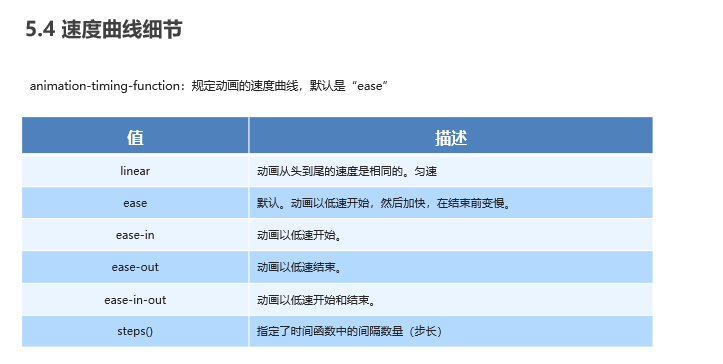 5.4 速度曲线细节
animation-timing-function：规定动画的速度曲线，默认是“ease”
值 描述
linear 动画从头到尾的速度是相同的。匀速
ease 默认。动画以低速开始，然后加快，在结束前变慢。
ease-in 动画以低速开始。
ease-out 动画以低速结束。
ease-in-out 动画以低速开始和结束。
steps() 指定了时间函数中的间隔数量（步长）